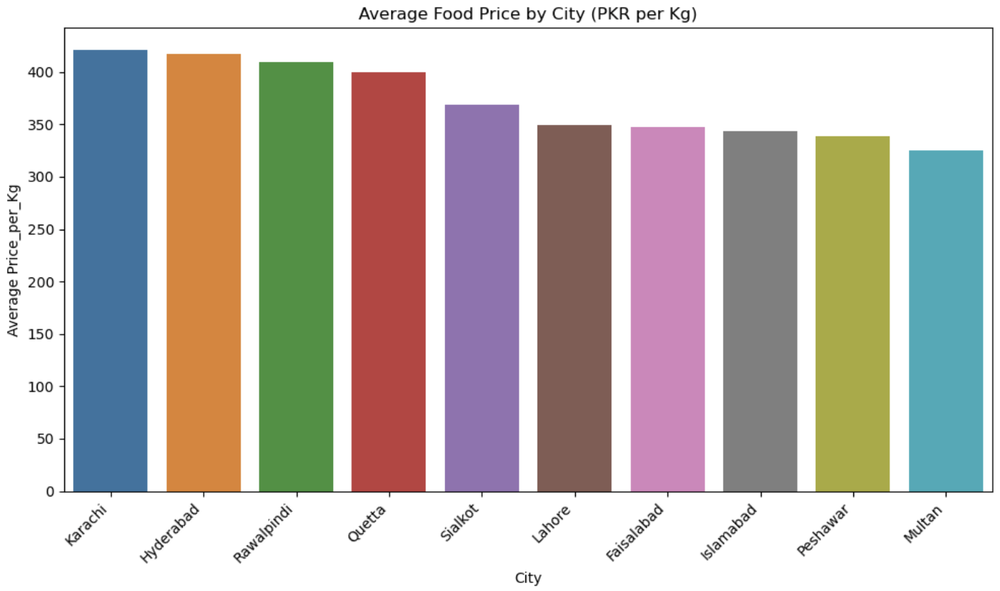 Average Food Price by City (PKR per Kg)
Average Price_per_Kg
400
350
300
250
200
150
100
50
0
Karachi
Hyderabad
Rawalpindi
Quetta
Sialkot
Lahore
Faisalabad
Islamabad
Peshawar
Multan
City